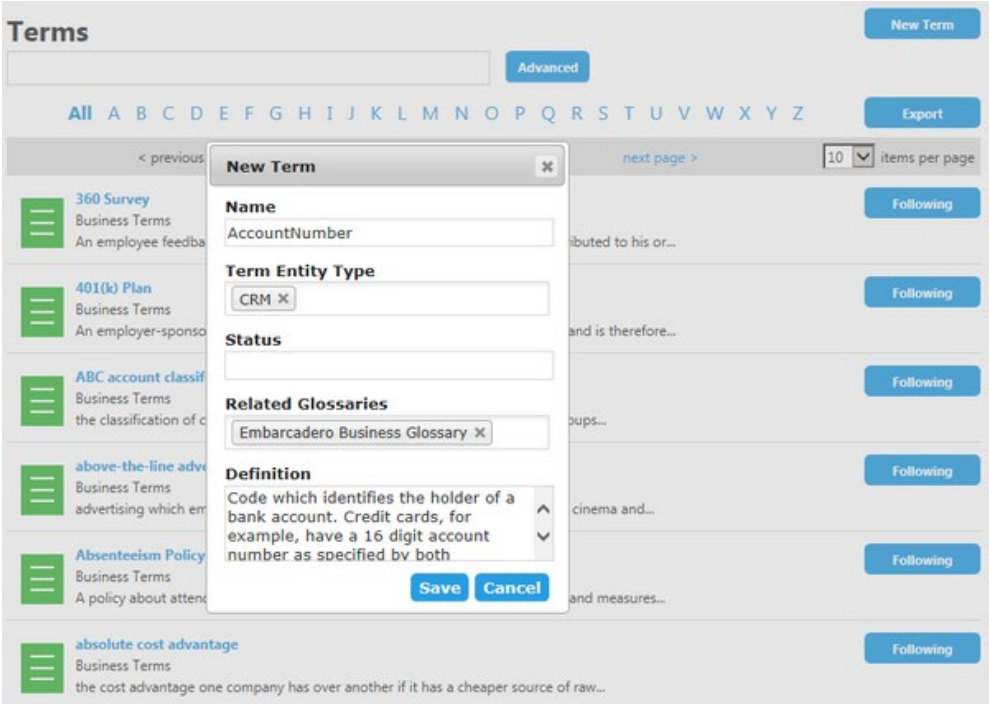 Terms
New Term
Advanced
All A B C D E F G H I J K L M N O P Q R S T U V W X Y Z
Export
< previous
next page >
10 items per page
New Term
Name
AccountNumber
Term Entity Type
CRM
Status
Related Glossaries
Embarcadero Business Glossary
Definition
Code which identifies the holder of a
bank account. Credit cards, for
example, have a 16 digit account
number as specified by both
Save Cancel
360 Survey
Business Terms
An employee feedba
ibuted to his or...
Following
401(k) Plan
Business Terms
An employer-sponso
and is therefore...
Following
ABC account classif
Business Terms
the classification of c
oups...
Following
above-the-line adve
Business Terms
advertising which em
cinema and...
Following
Absenteeism Policy
Business Terms
A policy about attend
and measures...
Following
absolute cost advantage
Business Terms
the cost advantage one company has over another if it has a cheaper source of raw...
Following